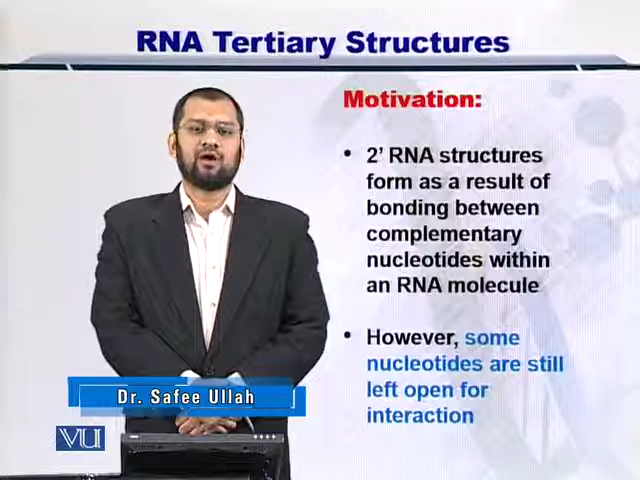 RNA Tertiary Structures
Motivation:
• 2’ RNA structures
form as a result of
bonding between
complementary
nucleotides within
an RNA molecule
• However, some
nucleotides are still
left open for
interaction
Dr. Safee Ullah
VU